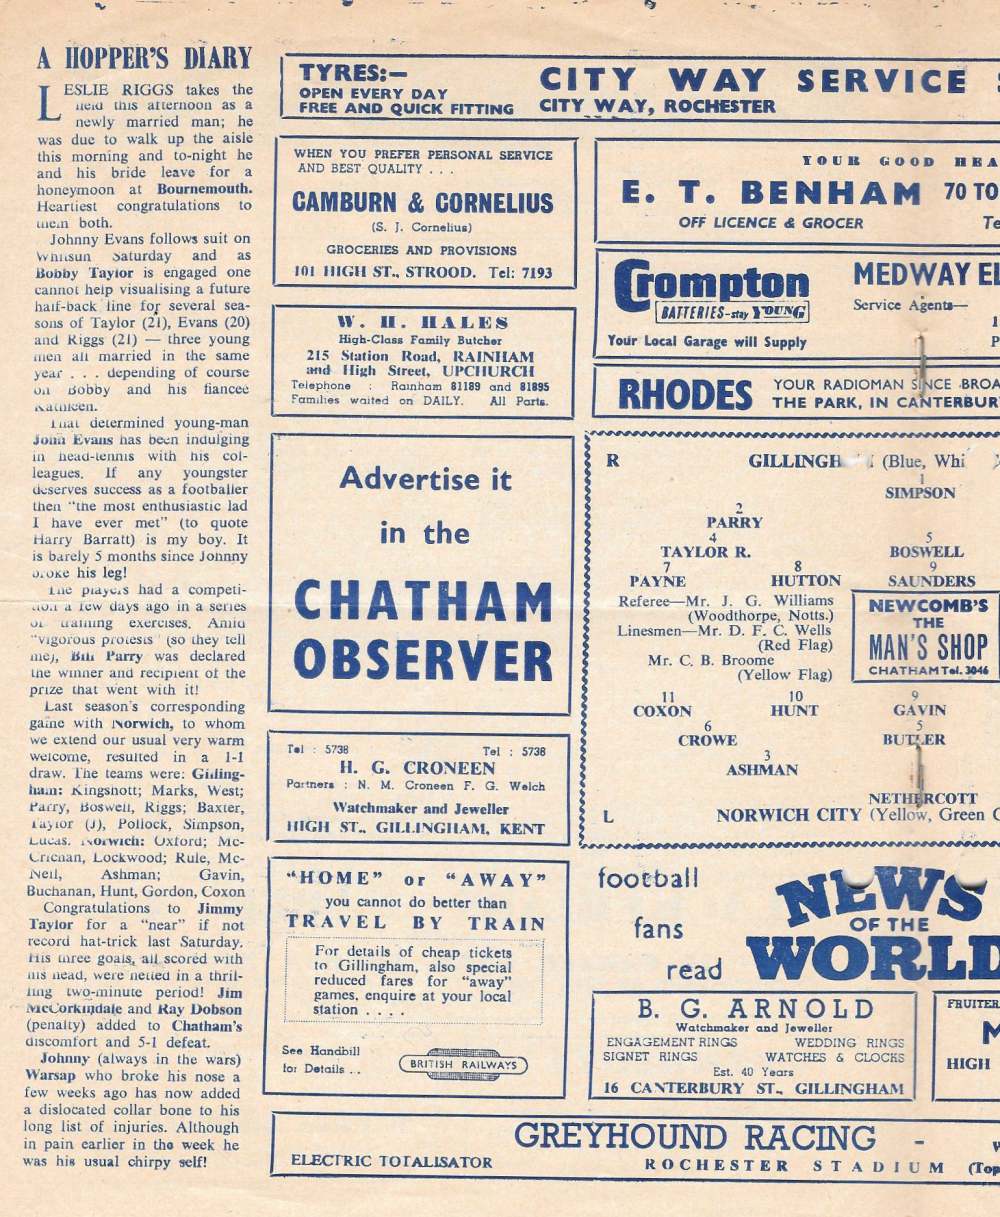 A HOPPER'S DIARY
LESLIE RIGGS takes the
field this afternoon as a
newly married man; he
was due to walk up the aisle
this morning and to-night he
and his bride leave for a
honeymoon at Bournemouth.
Heartiest congratulations to
them both.
Johnny Evans follows suit on
Whitsun Saturday and as
Bobby Taylor is engaged one
cannot help visualising a future
half-back line for several sea-
sons of Taylor (21), Evans (20)
and Riggs (21) — three young
men all married in the same
year . . . depending of course
on Bobby and his fiancee
Kathleen.
That determined young-man
John Evans has been indulging
in head-tennis with his col-
leagues. If any youngster
deserves success as a footballer
then "the most enthusiastic lad
I have ever met" (to quote
Harry Barratt) is my boy. It
is barely 5 months since Johnny
broke his leg!
The players had a competi-
tion a few days ago in a series
of training exercises. Amid
"vigorous protests" (so they tell
me), Bill Parry was declared
the winner and recipient of the
prize that went with it!
Last season's corresponding
game with Norwich, to whom
we extend our usual very warm
welcome, resulted in a 1-1
draw. The teams were: Gilling-
ham: Kingsnott; Marks, West;
Parry, Boswell, Riggs; Baxter,
Taylor (J), Pollock, Simpson,
Lucas. Norwich: Oxford; Mc-
Crichan, Lockwood; Rule, Mc-
Neil, Ashman; Gavin,
Buchanan, Hunt, Gordon, Coxon
Congratulations to Jimmy
Taylor for a "near" if not
record hat-trick last Saturday.
His three goals, all scored with
his head, were netted in a thril-
ling two-minute period! Jim
McCorkindale and Ray Dobson
(penalty) added to Chatham's
discomfort and 5-1 defeat.
Johnny (always in the wars)
Warsap who broke his nose a
few weeks ago has now added
a dislocated collar bone to his
long list of injuries. Although
in pain earlier in the week he
was his usual chirpy self!
TYRES:—
OPEN EVERY DAY
FREE AND QUICK FITTING
CITY WAY SERVICE S
CITY WAY, ROCHESTER
WHEN YOU PREFER PERSONAL SERVICE
AND BEST QUALITY . . .
CAMBURN & CORNELIUS
(S. J. Cornelius)
GROCERIES AND PROVISIONS
101 HIGH ST., STROOD. Tel: 7193
YOUR GOOD HEA
E. T. BENHAM 70 TO
OFF LICENCE & GROCER Te
W. H. HALES
High-Class Family Butcher
215 Station Road, RAINHAM
and High Street, UPCHURCH
Telephone : Rainham 81189 and 81895
Families waited on DAILY. All Parts.
Crompton
BATTERIES-stay YOUNG
Your Local Garage will Supply
MEDWAY El
Service Agents—
1
P
RHODES
YOUR RADIOMAN SINCE BROA
THE PARK, IN CANTERBUR
Advertise it
in the
CHATHAM
OBSERVER
R GILLINGH (Blue, Whi
1
SIMPSON
2
PARRY
4 5
TAYLOR R. BOSWELL
7 8 9
PAYNE HUTTON SAUNDERS
Referee—Mr. J. G. Williams
(Woodthorpe, Notts.)
Linesmen—Mr. D. F. C. Wells
(Red Flag)
Mr. C. B. Broome
(Yellow Flag)
NEWCOMB'S
THE
MAN'S SHOP
CHATHAM Tel. 3046
11 10 9
COXON HUNT GAVIN
6 5
CROWE BUTLER
3
ASHMAN
NETHERCOTT
L NORWICH CITY (Yellow, Green C
Tel : 5738 Tel : 5738
H. G. CRONEEN
Partners : N. M. Croneen F. G. Welch
Watchmaker and Jeweller
HIGH ST., GILLINGHAM, KENT
"HOME" or "AWAY"
you cannot do better than
TRAVEL BY TRAIN
For details of cheap tickets
to Gillingham, also special
reduced fares for "away"
games, enquire at your local
station . . . .
See Handbill
for Details . .
BRITISH RAILWAYS
football
fans
read
NEWS
OF THE
WORLD
B. G. ARNOLD
Watchmaker and Jeweller
ENGAGEMENT RINGS WEDDING RINGS
SIGNET RINGS WATCHES & CLOCKS
Est. 40 Years
16 CANTERBURY ST., GILLINGHAM
FRUITER
M
HIGH
GREYHOUND RACING -
ELECTRIC TOTALISATOR
ROCHESTER STADIUM (Top